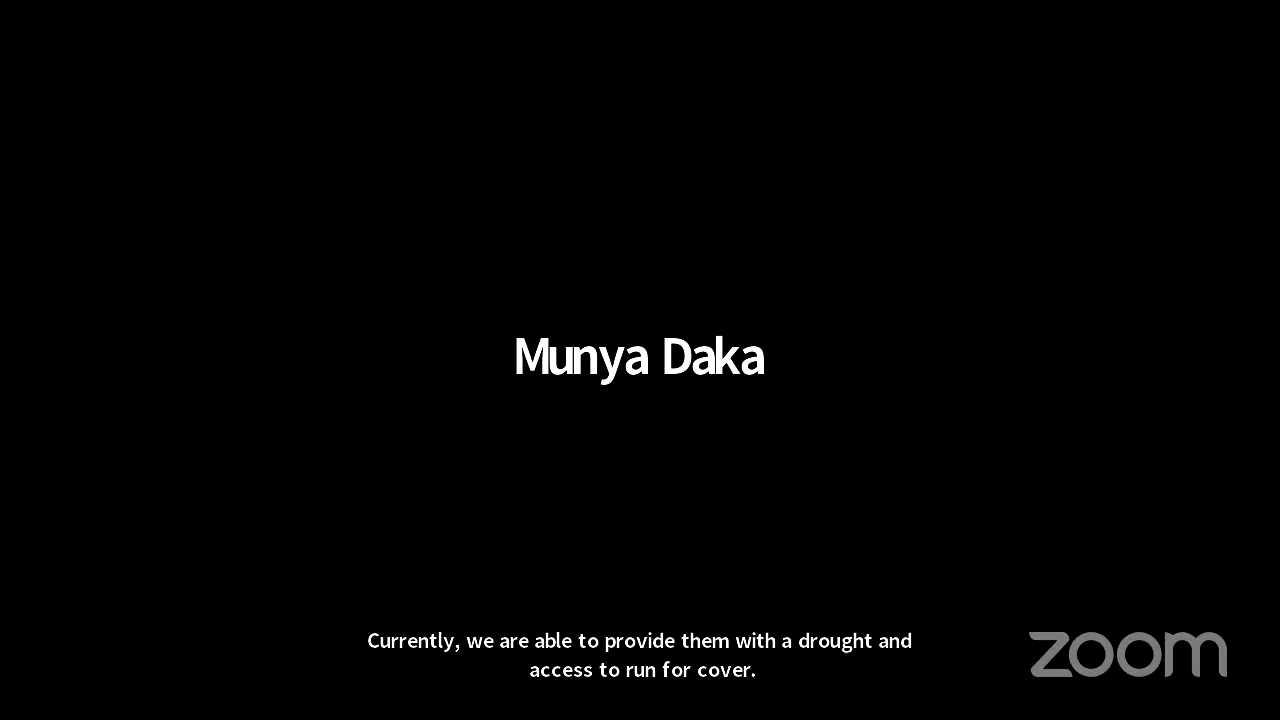 Munya Daka
Currently, we are able to provide them with a drought and
access to run for cover.
zoom